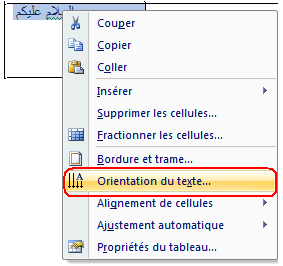 السلام عليكم
Couper
Copier
Coller
Insérer
Supprimer les cellules...
Fractionner les cellules...
Bordure et trame...
Orientation du texte...
Alignement de cellules
Ajustement automatique
Propriétés du tableau...